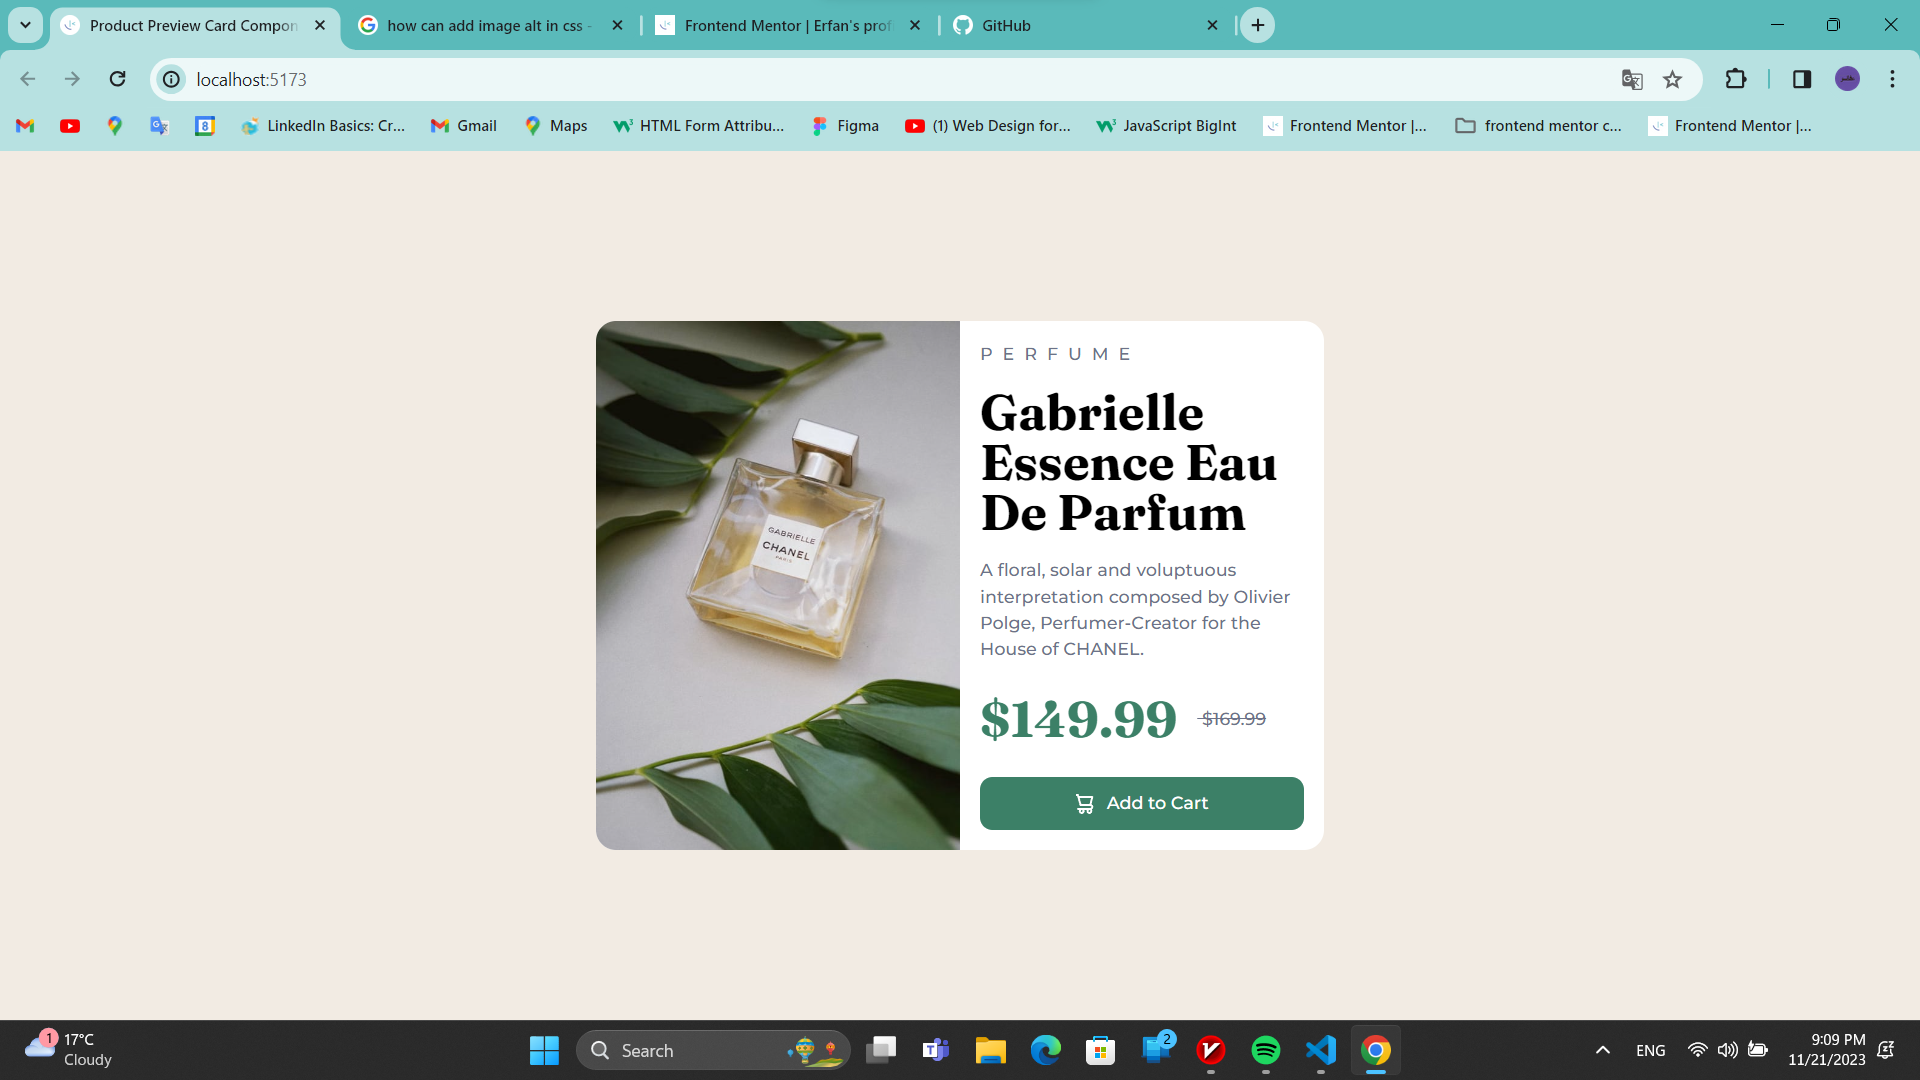 Product Preview Card Compon
how can add image alt in css -
Frontend Mentor | Erfan's prof
GitHub
localhost:5173
8
LinkedIn Basics: Cr...
Gmail
Maps
HTML Form Attribu...
Figma
(1) Web Design for...
JavaScript BigInt
Frontend Mentor |...
frontend mentor c...
Frontend Mentor |...
PERFUME
Gabrielle
Essence Eau
De Parfum
A floral, solar and voluptuous
interpretation composed by Olivier
Polge, Perfumer-Creator for the
House of CHANEL.
$149.99
$169.99
Add to Cart
GABRIELLE
CHANEL
PARIS
1
17°C
Cloudy
Search
2
ENG
9:09 PM
11/21/2023